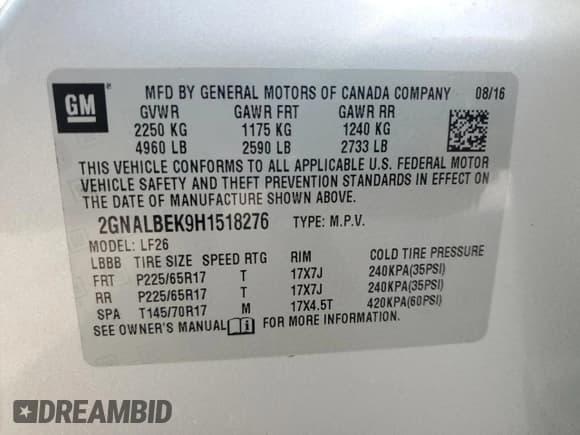 GM
MFD BY GENERAL MOTORS OF CANADA COMPANY 08/16
GVWR GAWR FRT GAWR RR
2250 KG 1175 KG 1240 KG
4960 LB 2590 LB 2733 LB
THIS VEHICLE CONFORMS TO ALL APPLICABLE U.S. FEDERAL MOTOR
VEHICLE SAFETY AND THEFT PREVENTION STANDARDS IN EFFECT ON
THE DATE OF MANUFACTURE SHOWN ABOVE.
2GNALBEK9H1518276 TYPE: M.P.V.
MODEL: LF26
LBBB TIRE SIZE SPEED RTG RIM COLD TIRE PRESSURE
FRT P225/65R17 T 17X7J 240KPA(35PSI)
RR P225/65R17 T 17X7J 240KPA(35PSI)
SPA T145/70R17 M 17X4.5T 420KPA(60PSI)
SEE OWNER'S MANUAL i FOR MORE INFORMATION.
DREAMBID